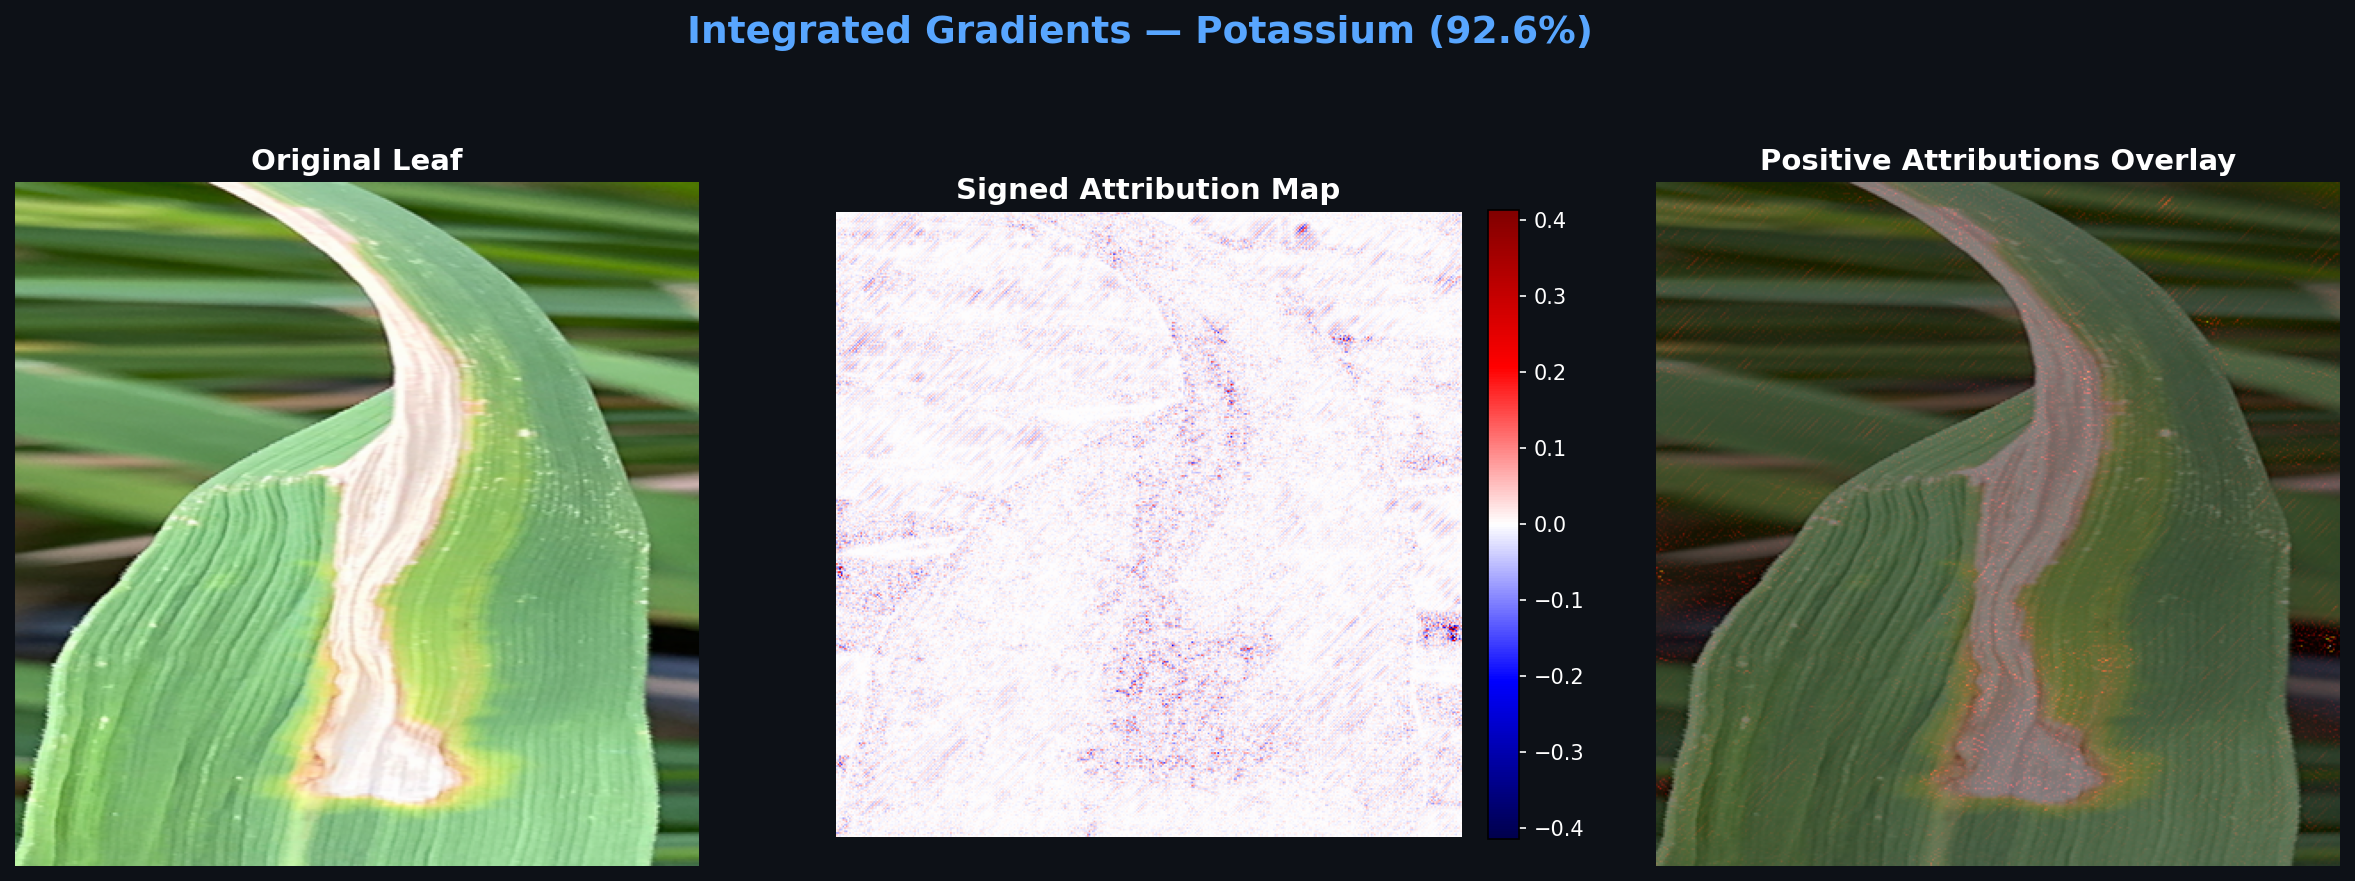 Integrated Gradients — Potassium (92.6%)
Original Leaf
Signed Attribution Map
Positive Attributions Overlay
0.4
0.3
0.2
0.1
0.0
−0.1
−0.2
−0.3
−0.4